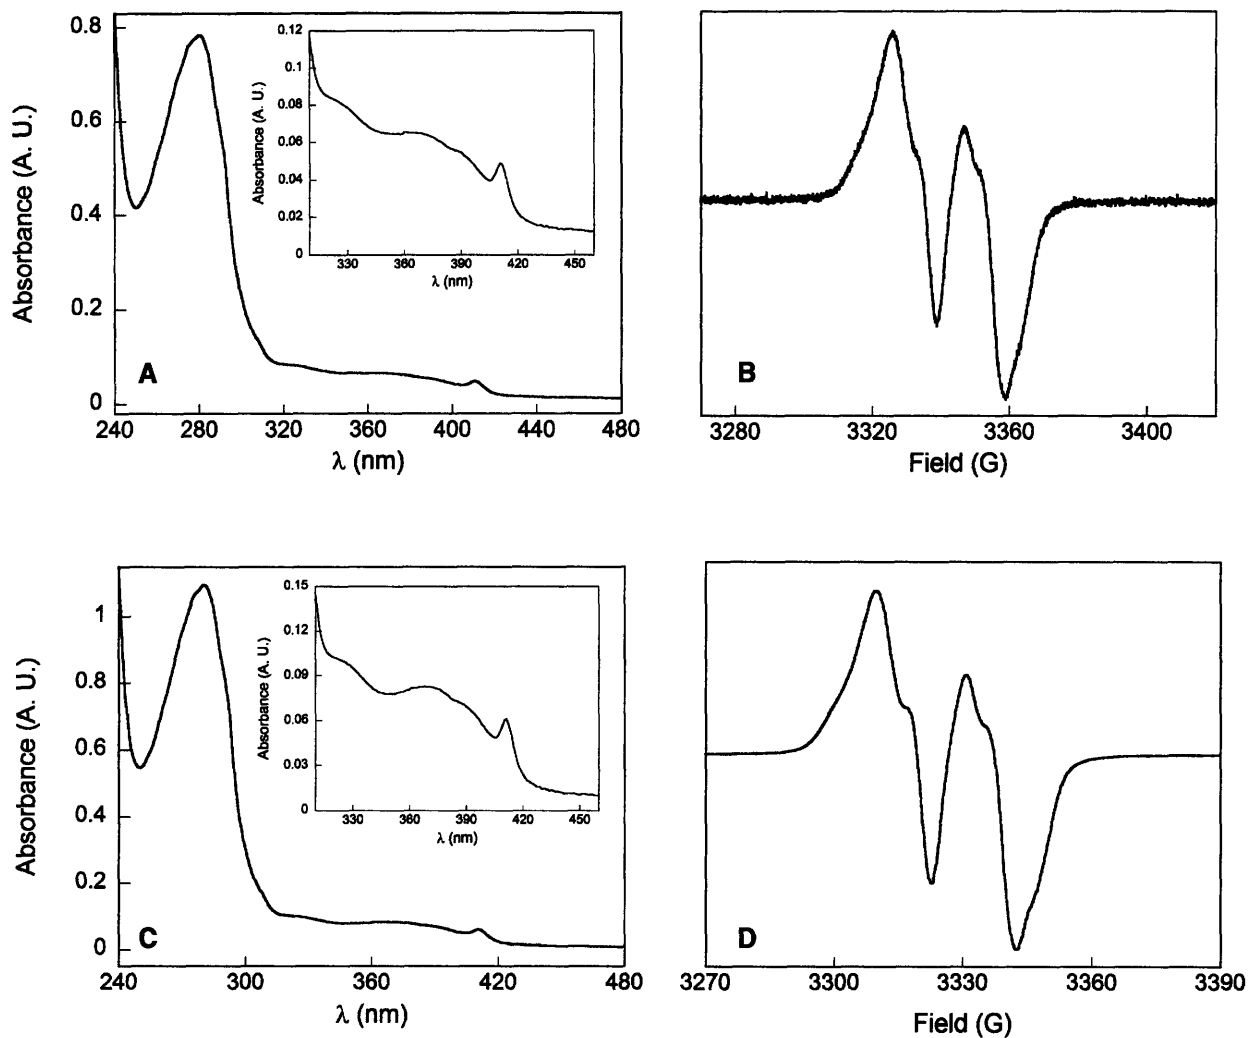 0.8
0.6
0.4
0.2
0
Absorbance (A. U.)
240 280 320 360 400 440 480
λ (nm)
A
0.12
0.1
0.08
0.06
0.04
0.02
0
Absorbance (A. U.)
330 360 390 420 450
λ (nm)
B
3280 3320 3360 3400
Field (G)
1
0.8
0.6
0.4
0.2
0
Absorbance (A. U.)
240 300 360 420 480
λ (nm)
C
0.15
0.12
0.09
0.06
0.03
0
Absorbance (A. U.)
330 360 390 420 450
λ (nm)
D
3270 3300 3330 3360 3390
Field (G)